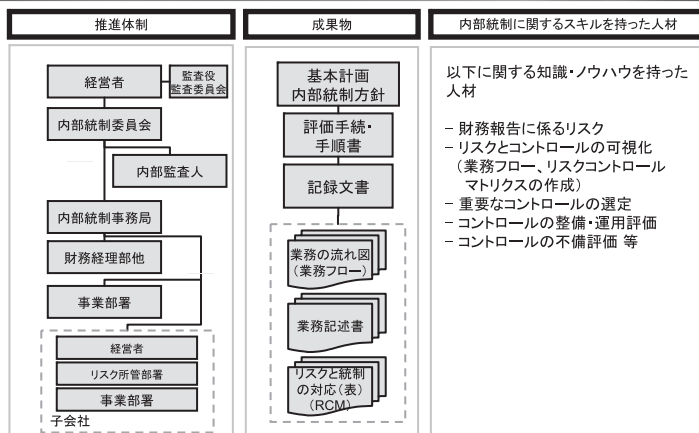 推進体制
経営者
監査役
監査委員会
内部統制委員会
内部監査人
内部統制事務局
財務経理部他
事業部署
経営者
リスク所管部署
事業部署
子会社
成果物
基本計画
内部統制方針
評価手続・
手順書
記録文書
業務の流れ図
(業務フロー)
業務記述書
リスクと統制
の対応(表)
(RCM)
内部統制に関するスキルを持った人材
以下に関する知識・ノウハウを持った
人材
- 財務報告に係るリスク
- リスクとコントロールの可視化
(業務フロー、リスクコントロール
マトリクスの作成)
- 重要なコントロールの選定
- コントロールの整備・運用評価
- コントロールの不備評価 等